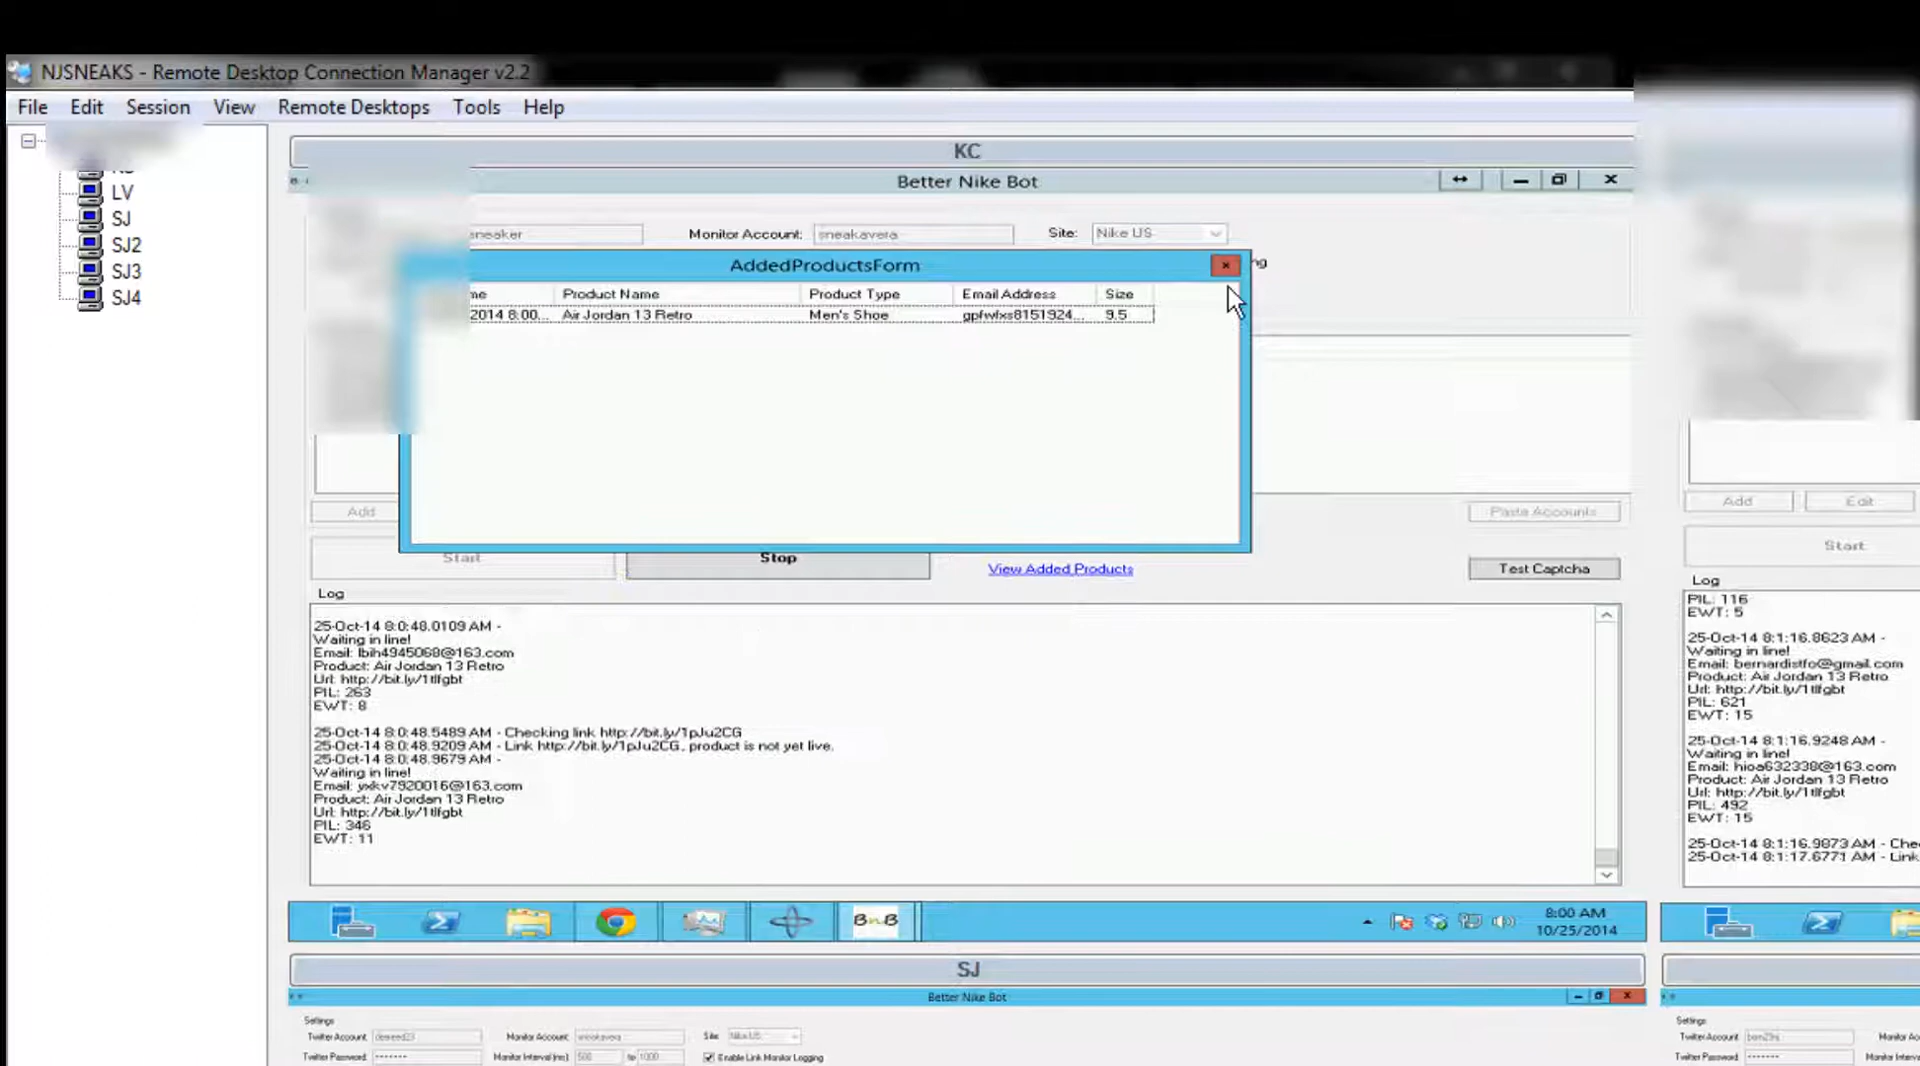 NJSNEAKS - Remote Desktop Connection Manager v2.2
File Edit Session View Remote Desktops Tools Help
LV
SJ
SJ2
SJ3
SJ4
KC
Better Nike Bot
Monitor Account: sneakavera Site: Nike US
AddedProductsForm
Product Name Product Type Email Address Size
2014 8:00... Air Jordan 13 Retro Men's Shoe gpfwlxs8151924... 9.5
Add Paste Accounts
Start Stop View Added Products Test Captcha
Log
25-Oct-14 8:0:48.0109 AM -
Waiting in line!
Email: lbih4945068@163.com
Product: Air Jordan 13 Retro
Url: http://bit.ly/1tlfgbt
PIL: 263
EWT: 8
25-Oct-14 8:0:48.5489 AM - Checking link http://bit.ly/1pJu2CG
25-Oct-14 8:0:48.9209 AM - Link http://bit.ly/1pJu2CG, product is not yet live.
25-Oct-14 8:0:48.9679 AM -
Waiting in line!
Email: yxkv7920016@163.com
Product: Air Jordan 13 Retro
Url: http://bit.ly/1tlfgbt
PIL: 346
EWT: 11
Add Edit
Start
Log
PIL: 116
EWT: 5
25-Oct-14 8:1:16.8623 AM -
Waiting in line!
Email: bernardistfo@gmail.com
Product: Air Jordan 13 Retro
Url: http://bit.ly/1tlfgbt
PIL: 621
EWT: 15
25-Oct-14 8:1:16.9248 AM -
Waiting in line!
Email: hioa632338@163.com
Product: Air Jordan 13 Retro
Url: http://bit.ly/1tlfgbt
PIL: 492
EWT: 15
25-Oct-14 8:1:16.9873 AM - Che
25-Oct-14 8:1:17.6771 AM - Link
BnB
8:00 AM
10/25/2014
SJ
Better Nike Bot
Settings
Twitter Account: Monitor Account: Site: Nike US
Twitter Password: ******* Monitor Interval (ms): 500 to 1000 Enable Link Monitor Logging
Settings
Twitter Account:
Twitter Password: *******